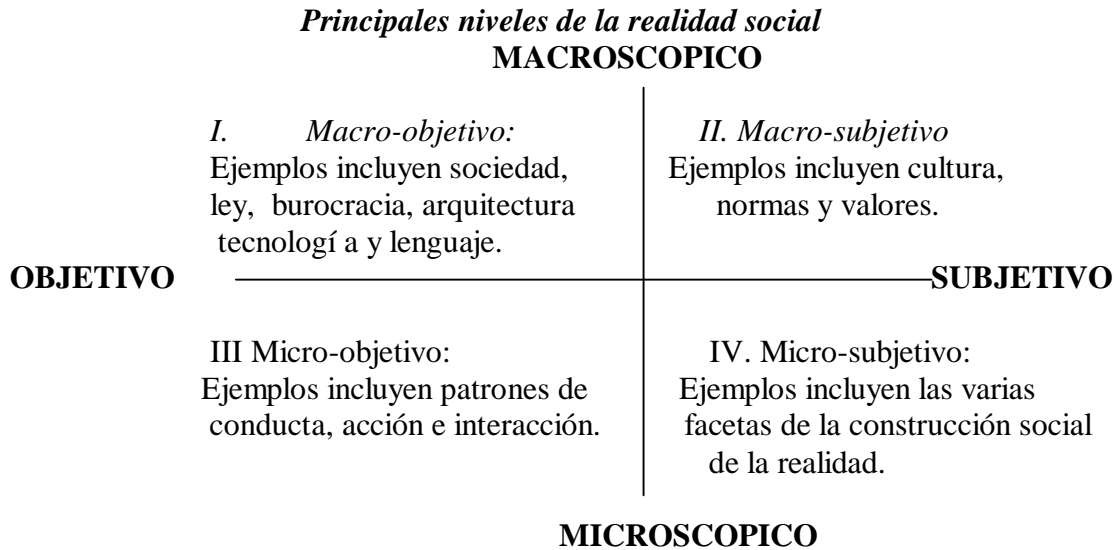 Principales niveles de la realidad social
MACROSCOPICO
I. Macro-objetivo:
Ejemplos incluyen sociedad,
ley, burocracia, arquitectura
tecnologí a y lenguaje.
II. Macro-subjetivo
Ejemplos incluyen cultura,
normas y valores.
OBJETIVO
SUBJETIVO
III Micro-objetivo:
Ejemplos incluyen patrones de
conducta, acción e interacción.
IV. Micro-subjetivo:
Ejemplos incluyen las varias
facetas de la construcción social
de la realidad.
MICROSCOPICO